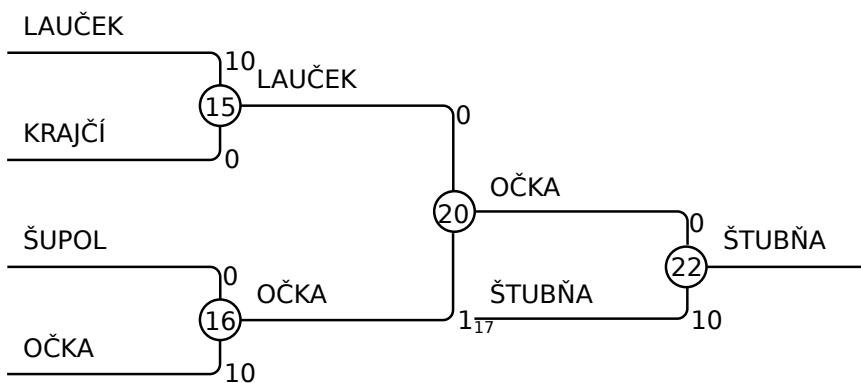 LAUČEK
10
LAUČEK
15
0
KRAJČÍ
0
OČKA
20
0
ŠUPOL
ŠTUBŇA
0
22
OČKA
ŠTUBŇA
16
1
17
10
OČKA
10